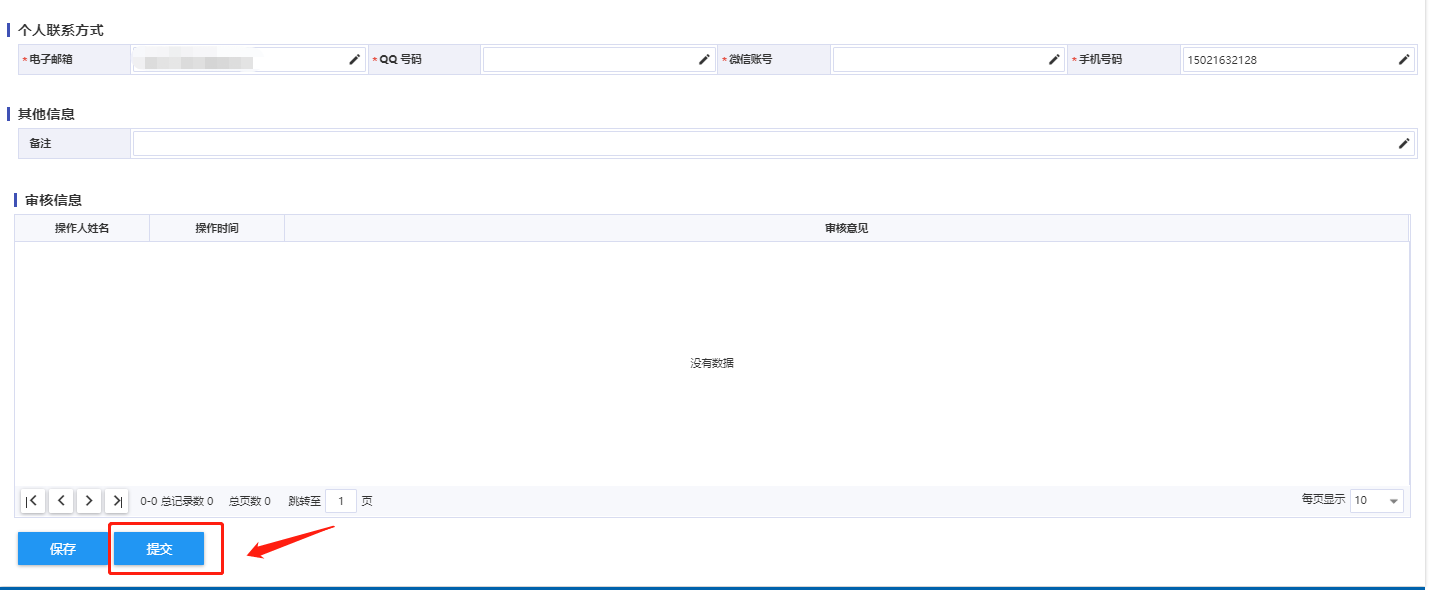 个人联系方式
*电子邮箱 *QQ 号码 *微信账号 *手机号码 15021632128
其他信息
备注
审核信息
操作人姓名 操作时间 审核意见
没有数据
0-0 总记录数 0 总页数 0 跳转至 1 页 每页显示 10
保存 提交